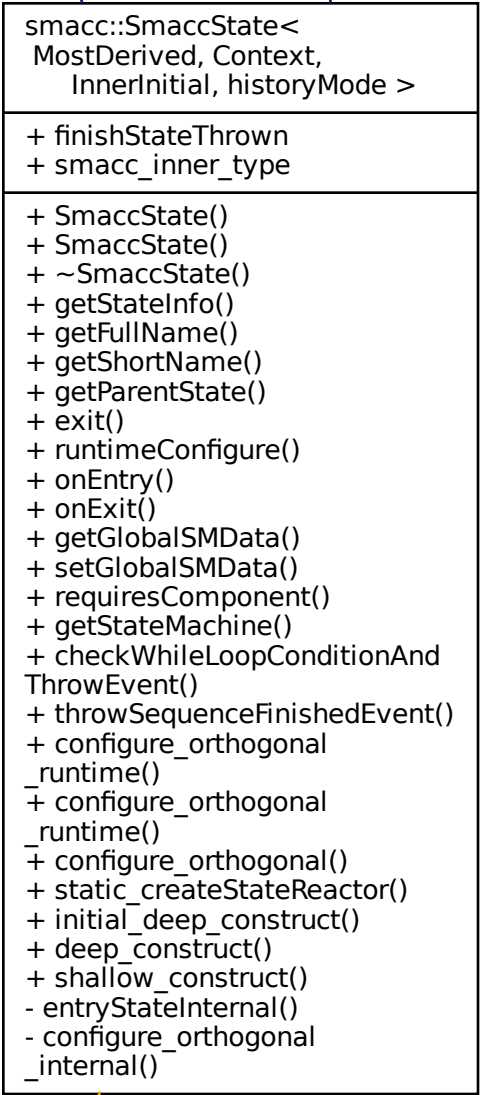 smacc::SmaccState<
MostDerived, Context,
InnerInitial, historyMode >
+ finishStateThrown
+ smacc_inner_type
+ SmaccState()
+ SmaccState()
+ ~SmaccState()
+ getStateInfo()
+ getFullName()
+ getShortName()
+ getParentState()
+ exit()
+ runtimeConfigure()
+ onEntry()
+ onExit()
+ getGlobalSMData()
+ setGlobalSMData()
+ requiresComponent()
+ getStateMachine()
+ checkWhileLoopConditionAnd
ThrowEvent()
+ throwSequenceFinishedEvent()
+ configure_orthogonal
_runtime()
+ configure_orthogonal
_runtime()
+ configure_orthogonal()
+ static_createStateReactor()
+ initial_deep_construct()
+ deep_construct()
+ shallow_construct()
- entryStateInternal()
- configure_orthogonal
_internal()